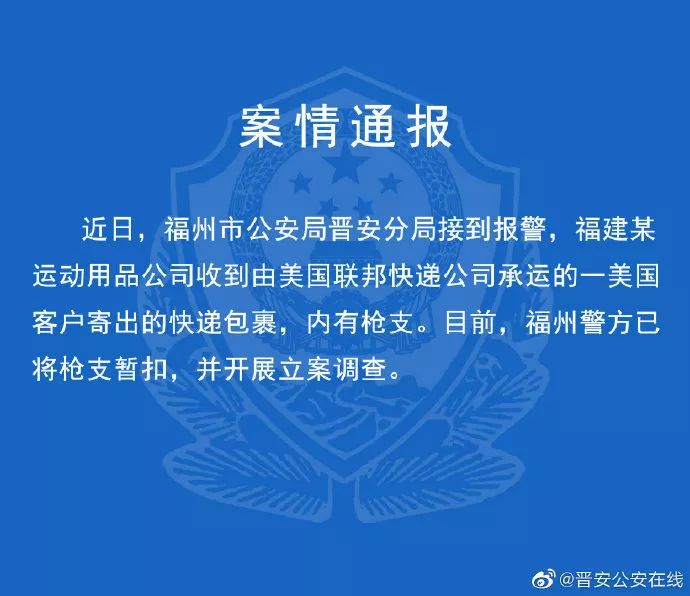 案情通报
近日，福州市公安局晋安分局接到报警，福建某
运动用品公司收到由美国联邦快递公司承运的一美国
客户寄出的快递包裹，内有枪支。目前，福州警方已
将枪支暂扣，并开展立案调查。
@晋安公安在线